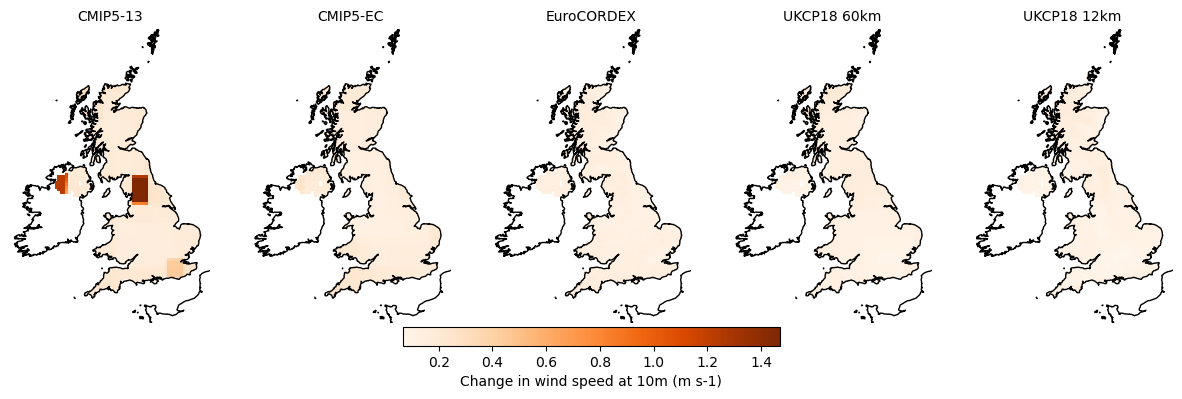 CMIP5-13
CMIP5-EC
EuroCORDEX
UKCP18 60km
UKCP18 12km
0.2
0.4
0.6
0.8
1.0
1.2
1.4
Change in wind speed at 10m (m s-1)